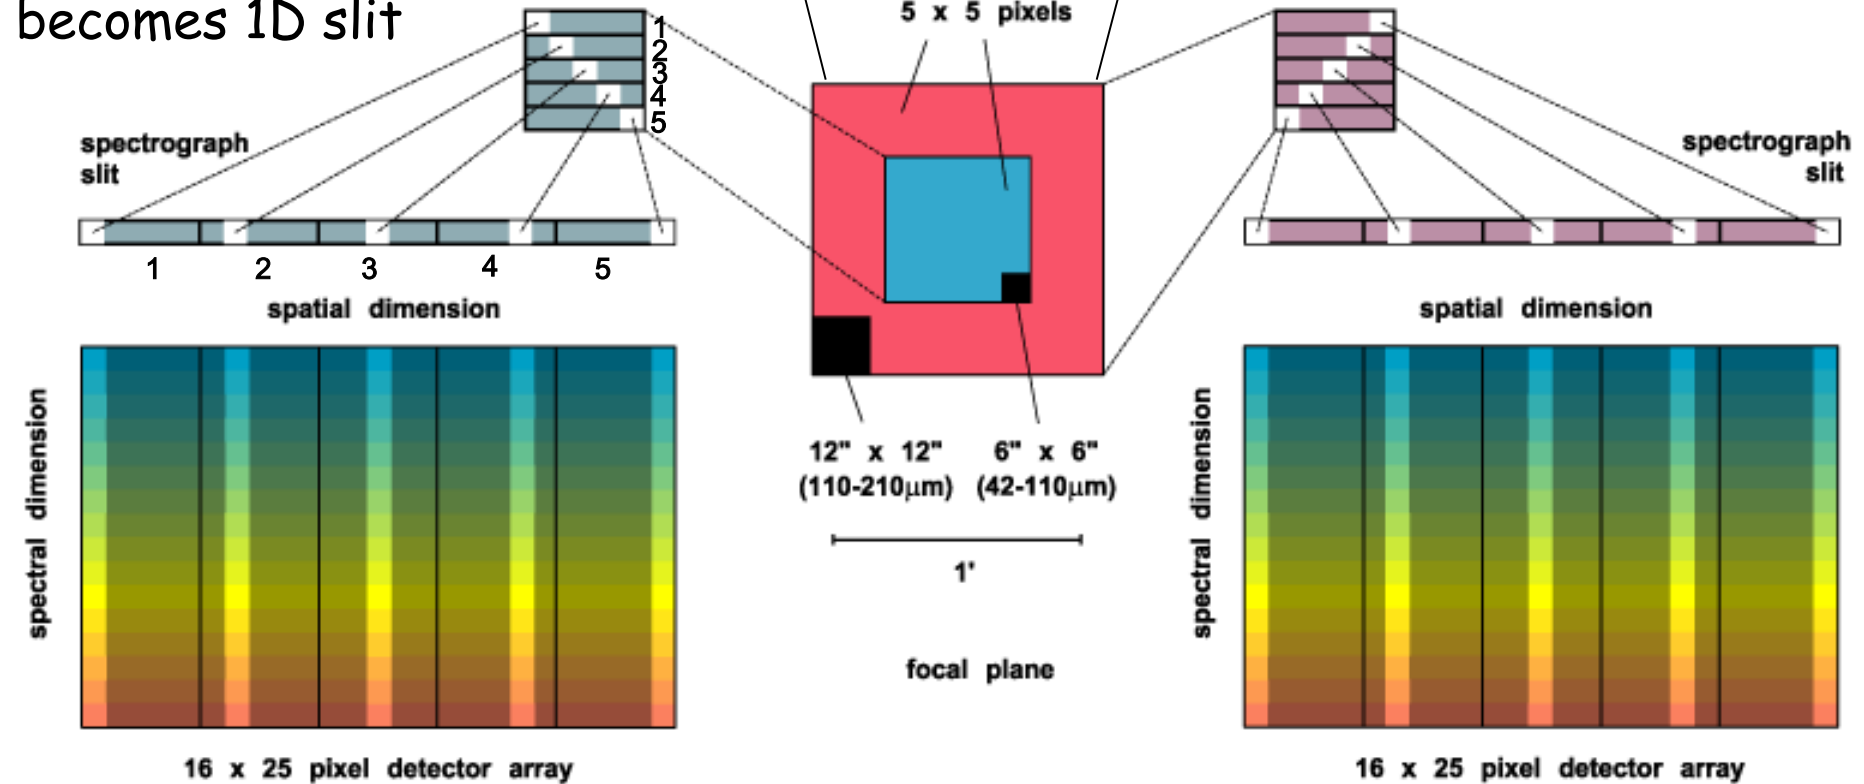 becomes 1D slit
5 x 5 pixels
1
2
3
4
5
spectrograph
slit
spectrograph
slit
1 2 3 4 5
spatial dimension
spatial dimension
spectral dimension
spectral dimension
12" x 12" 6" x 6"
(110-210μm) (42-110μm)
1'
focal plane
16 x 25 pixel detector array
16 x 25 pixel detector array